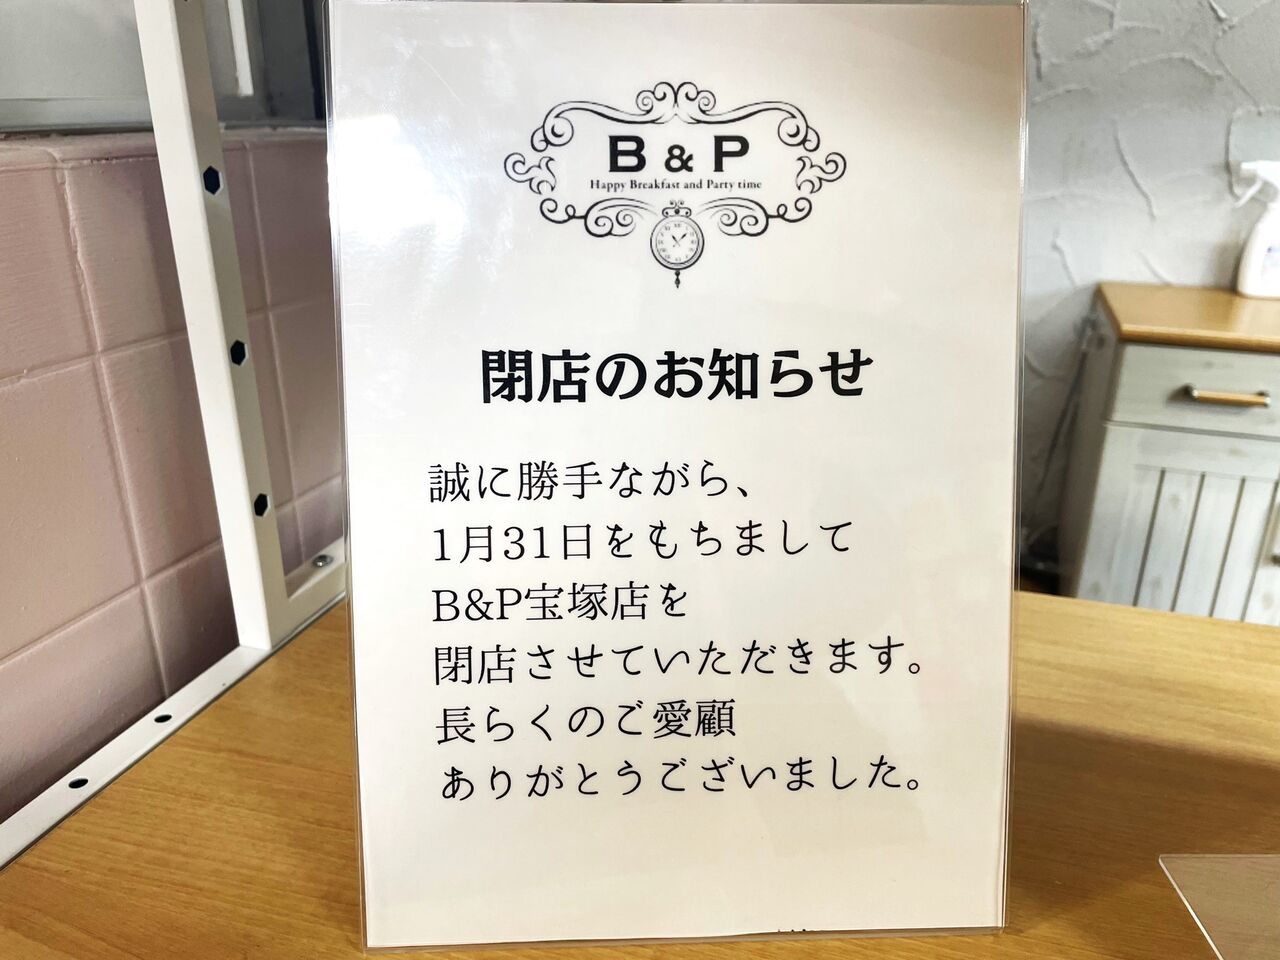 B & P
Happy Breakfast and Party time
閉店のお知らせ
誠に勝手ながら、
1月31日をもちまして
B&P宝塚店を
閉店させていただきます。
長らくのご愛顧
ありがとうございました。